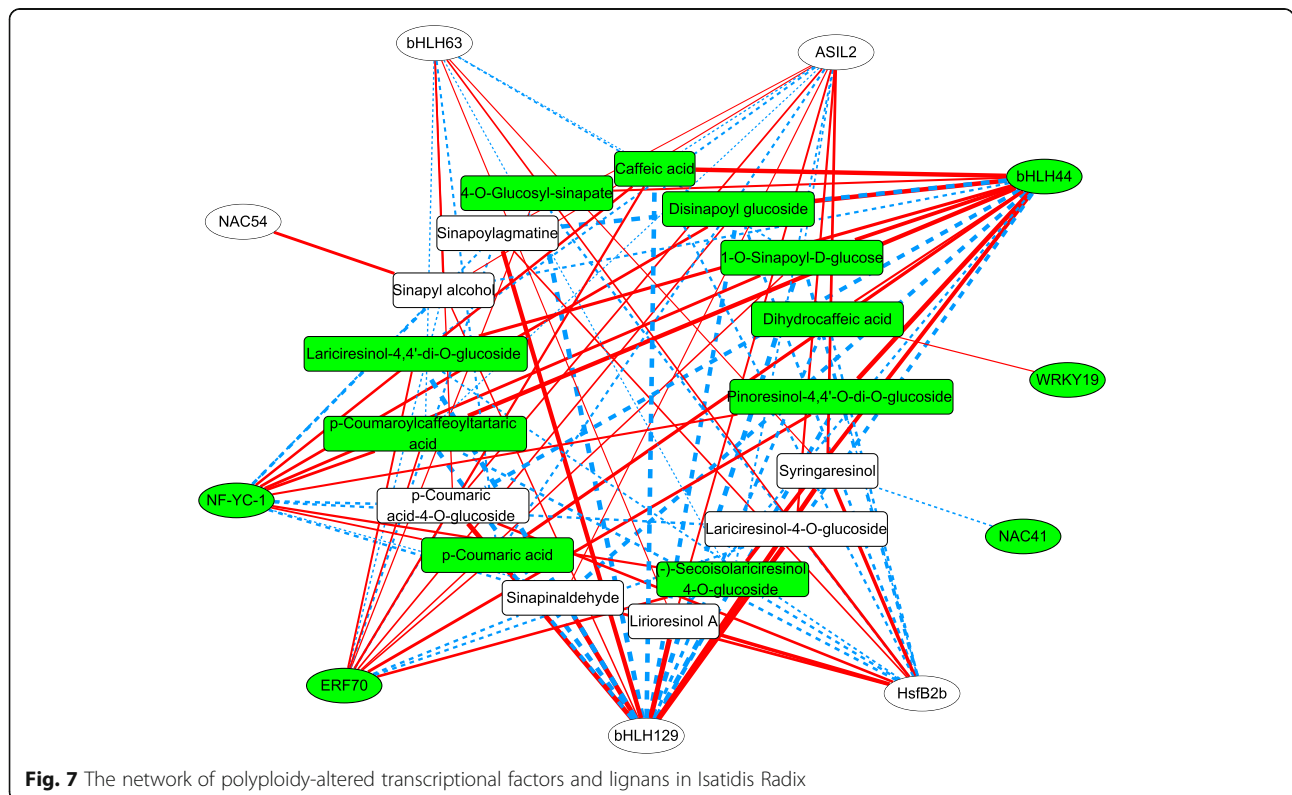 bHLH63
ASIL2
Caffeic acid
bHLH44
4-O-Glucosyl-sinapate
Disinapoyl glucoside
NAC54
Sinapoylagmatine
1-O-Sinapoyl-D-glucose
Sinapyl alcohol
Dihydrocaffeic acid
Lariciresinol-4,4'-di-O-glucoside
WRKY19
Pinoresinol-4,4'-O-di-O-glucoside
p-Coumaroylcaffeoyltartaric
acid
Syringaresinol
NF-YC-1
p-Coumaric
acid-4-O-glucoside
Lariciresinol-4-O-glucoside
NAC41
p-Coumaric acid
(-)-Secoisolariciresinol
4-O-glucoside
Sinapinaldehyde
Lirioresinol A
ERF70
HsfB2b
bHLH129
Fig. 7 The network of polyploidy-altered transcriptional factors and lignans in Isatidis Radix